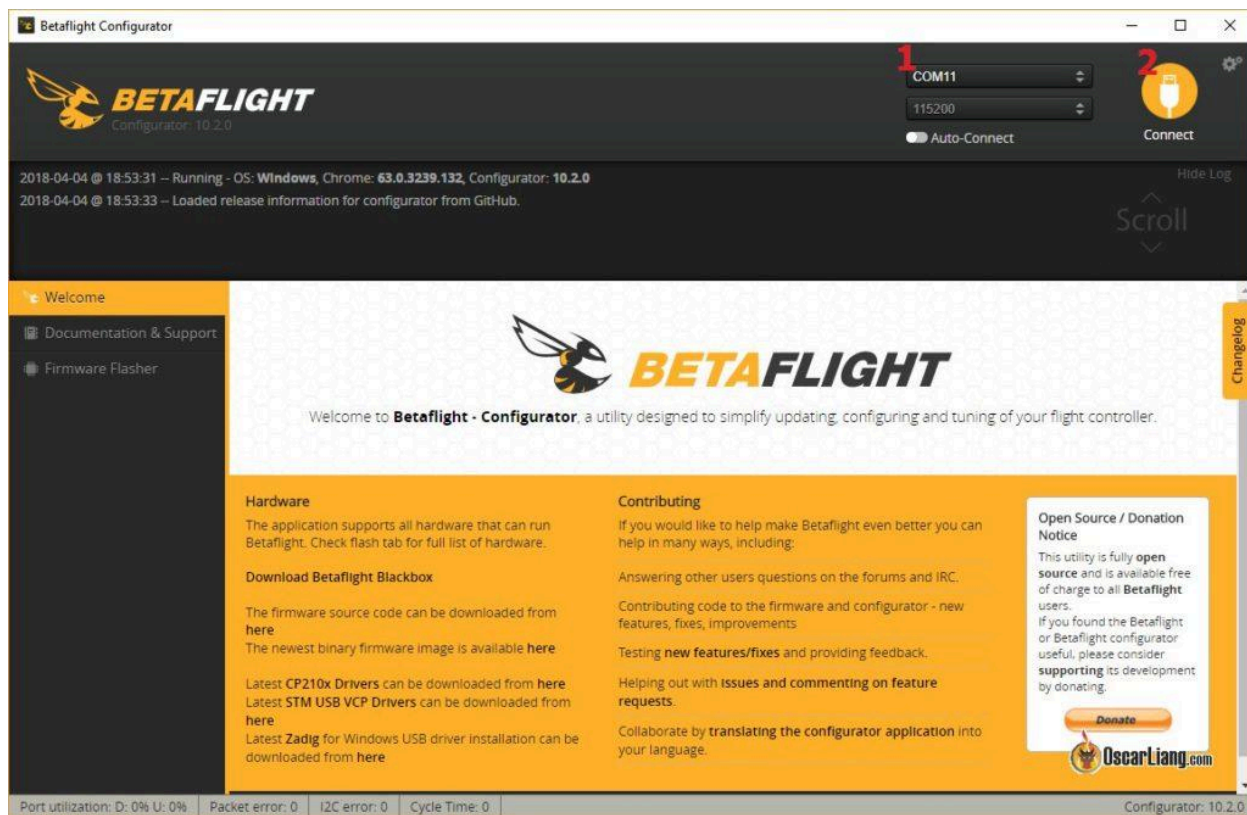 Betaflight Configurator
BETAFLIGHT
Configurator: 10.2.0
1
COM11
115200
Auto-Connect
2
Connect
2018-04-04 @ 18:53:31 -- Running - OS: Windows, Chrome: 63.0.3239.132, Configurator: 10.2.0
2018-04-04 @ 18:53:33 -- Loaded release information for configurator from GitHub.
Hide Log
Scroll
Welcome
Documentation & Support
Firmware Flasher
Changelog
BETAFLIGHT
Welcome to Betaflight - Configurator, a utility designed to simplify updating, configuring and tuning of your flight controller.
Hardware
The application supports all hardware that can run
Betaflight. Check flash tab for full list of hardware.
Download Betaflight Blackbox
The firmware source code can be downloaded from
here
The newest binary firmware image is available here
Latest CP210x Drivers can be downloaded from here
Latest STM USB VCP Drivers can be downloaded from
here
Latest Zadig for Windows USB driver installation can be
downloaded from here
Contributing
If you would like to help make Betaflight even better you can
help in many ways, including:
Answering other users questions on the forums and IRC.
Contributing code to the firmware and configurator - new
features, fixes, improvements
Testing new features/fixes and providing feedback.
Helping out with issues and commenting on feature
requests.
Collaborate by translating the configurator application into
your language.
Open Source / Donation
Notice
This utility is fully open
source and is available free
of charge to all Betaflight
users.
If you found the Betaflight
or Betaflight configurator
useful, please consider
supporting its development
by donating.
Donate
OscarLiang.com
Port utilization: D: 0% U: 0%
Packet error: 0
I2C error: 0
Cycle Time: 0
Configurator: 10.2.0